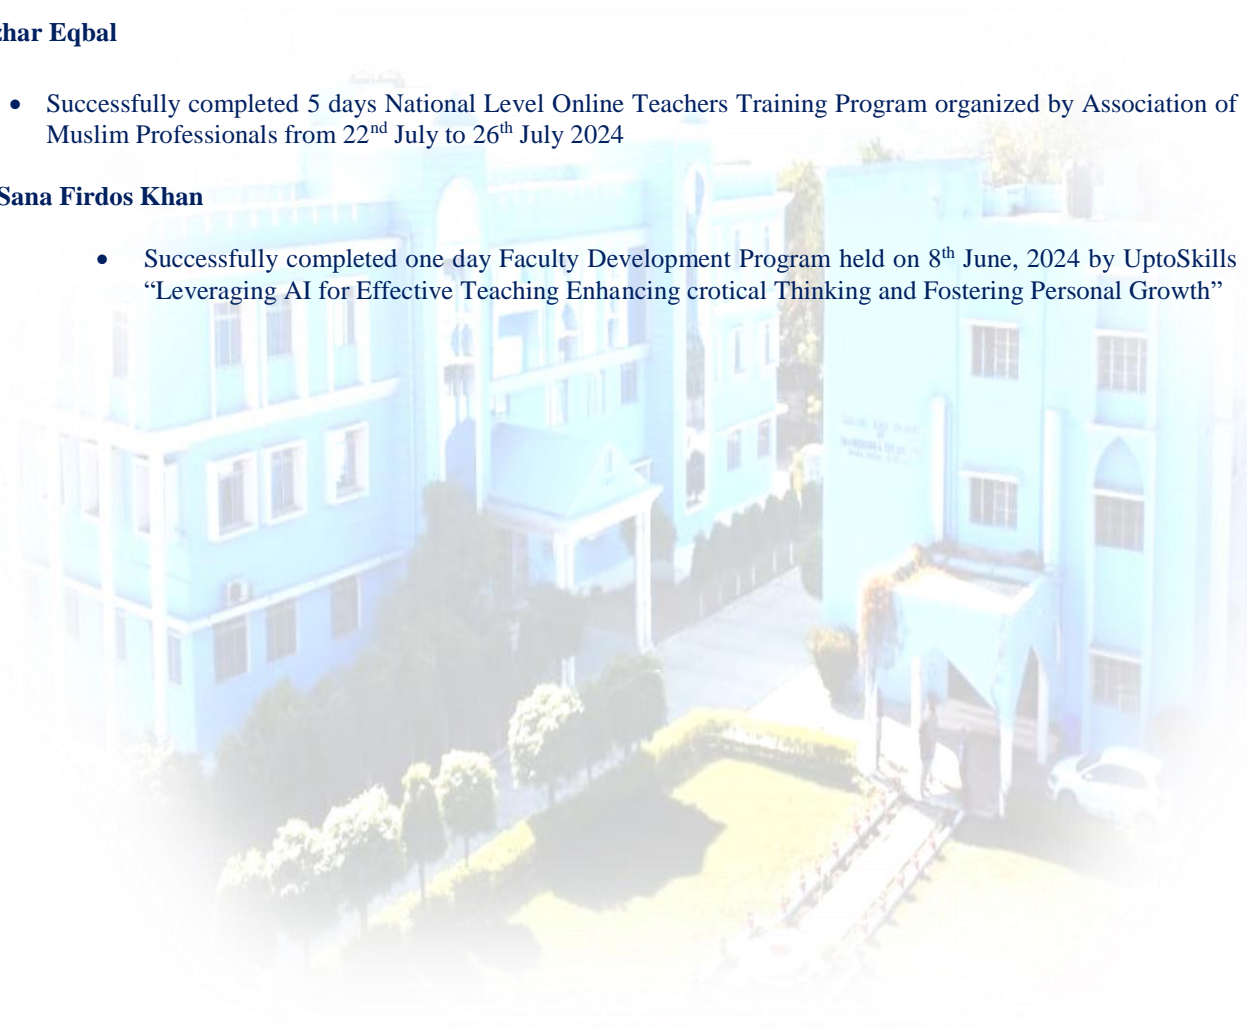 zhar Eqbal
• Successfully completed 5 days National Level Online Teachers Training Program organized by Association of
Muslim Professionals from 22nd July to 26th July 2024
Sana Firdos Khan
• Successfully completed one day Faculty Development Program held on 8th June, 2024 by UptoSkills
“Leveraging AI for Effective Teaching Enhancing crotical Thinking and Fostering Personal Growth”